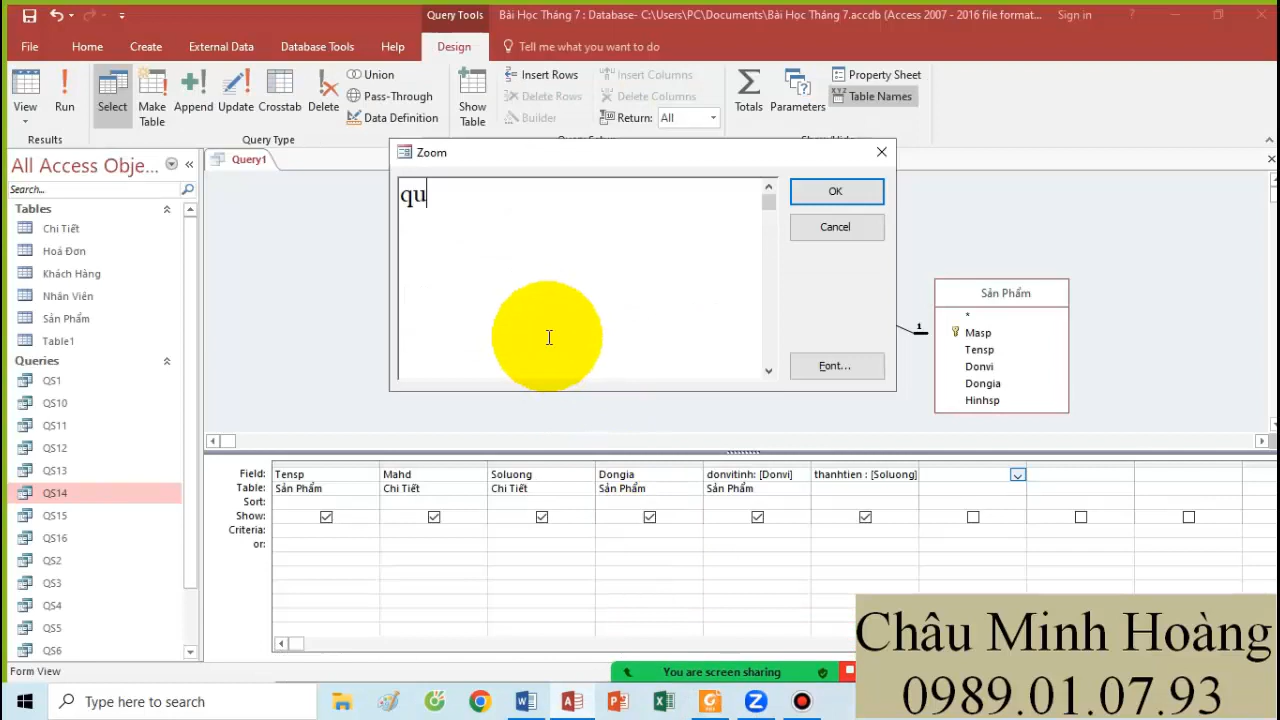 Query Tools
Bài Học Tháng 7 : Database- C:\Users\PC\Documents\Bài Học Tháng 7.accdb (Access 2007 - 2016 file format...
Sign in
?
File
Home
Create
External Data
Database Tools
Help
Design
Tell me what you want to do
View
Run
Select
Make Table
Append
Update
Crosstab
Delete
Union
Pass-Through
Data Definition
Show Table
Insert Rows
Delete Rows
Builder
Insert Columns
Delete Columns
Return: All
Totals
Parameters
Property Sheet
Table Names
Results
Query Type
All Access Obje...
Search...
Tables
Chi Tiết
Hoá Đơn
Khách Hàng
Nhân Viên
Sản Phẩm
Table1
Queries
QS1
QS10
QS11
QS12
QS13
QS14
QS15
QS16
QS2
QS3
QS4
QS5
QS6
Query1
Zoom
qu
OK
Cancel
Font...
1
Sản Phẩm
*
Masp
Tensp
Donvi
Dongia
Hinhsp
Field: Tensp Mahd Soluong Dongia donvitinh: [Donvi] thanhtien : [Soluong]
Table: Sản Phẩm Chi Tiết Chi Tiết Sản Phẩm Sản Phẩm
Sort:
Show:
Criteria:
or:
Châu Minh Hoàng
0989.01.07.93
Form View
You are screen sharing
Type here to search